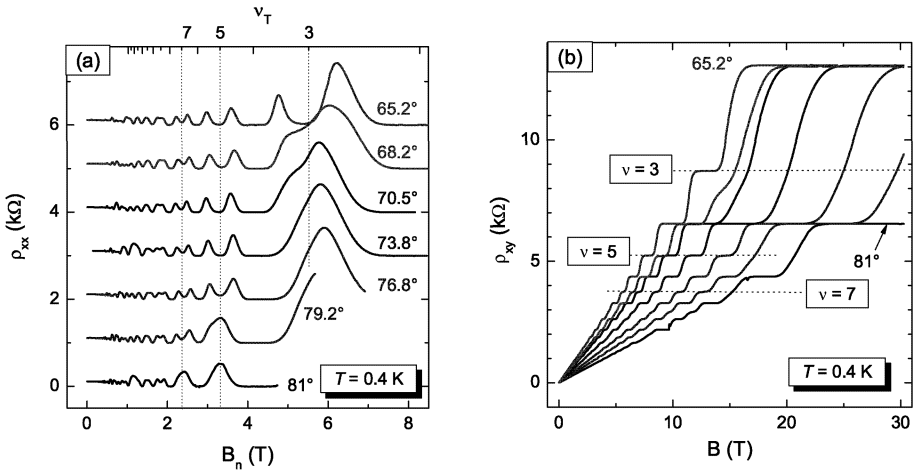 ν_T
7 5 3
(a)
65.2°
68.2°
70.5°
73.8°
76.8°
79.2°
81°
T = 0.4 K
6
4
2
0
ρ_xx (kΩ)
0 2 4 6 8
B_n (T)
(b)
65.2°
ν = 3
ν = 5
81°
ν = 7
T = 0.4 K
10
5
0
ρ_xy (kΩ)
0 10 20 30
B (T)